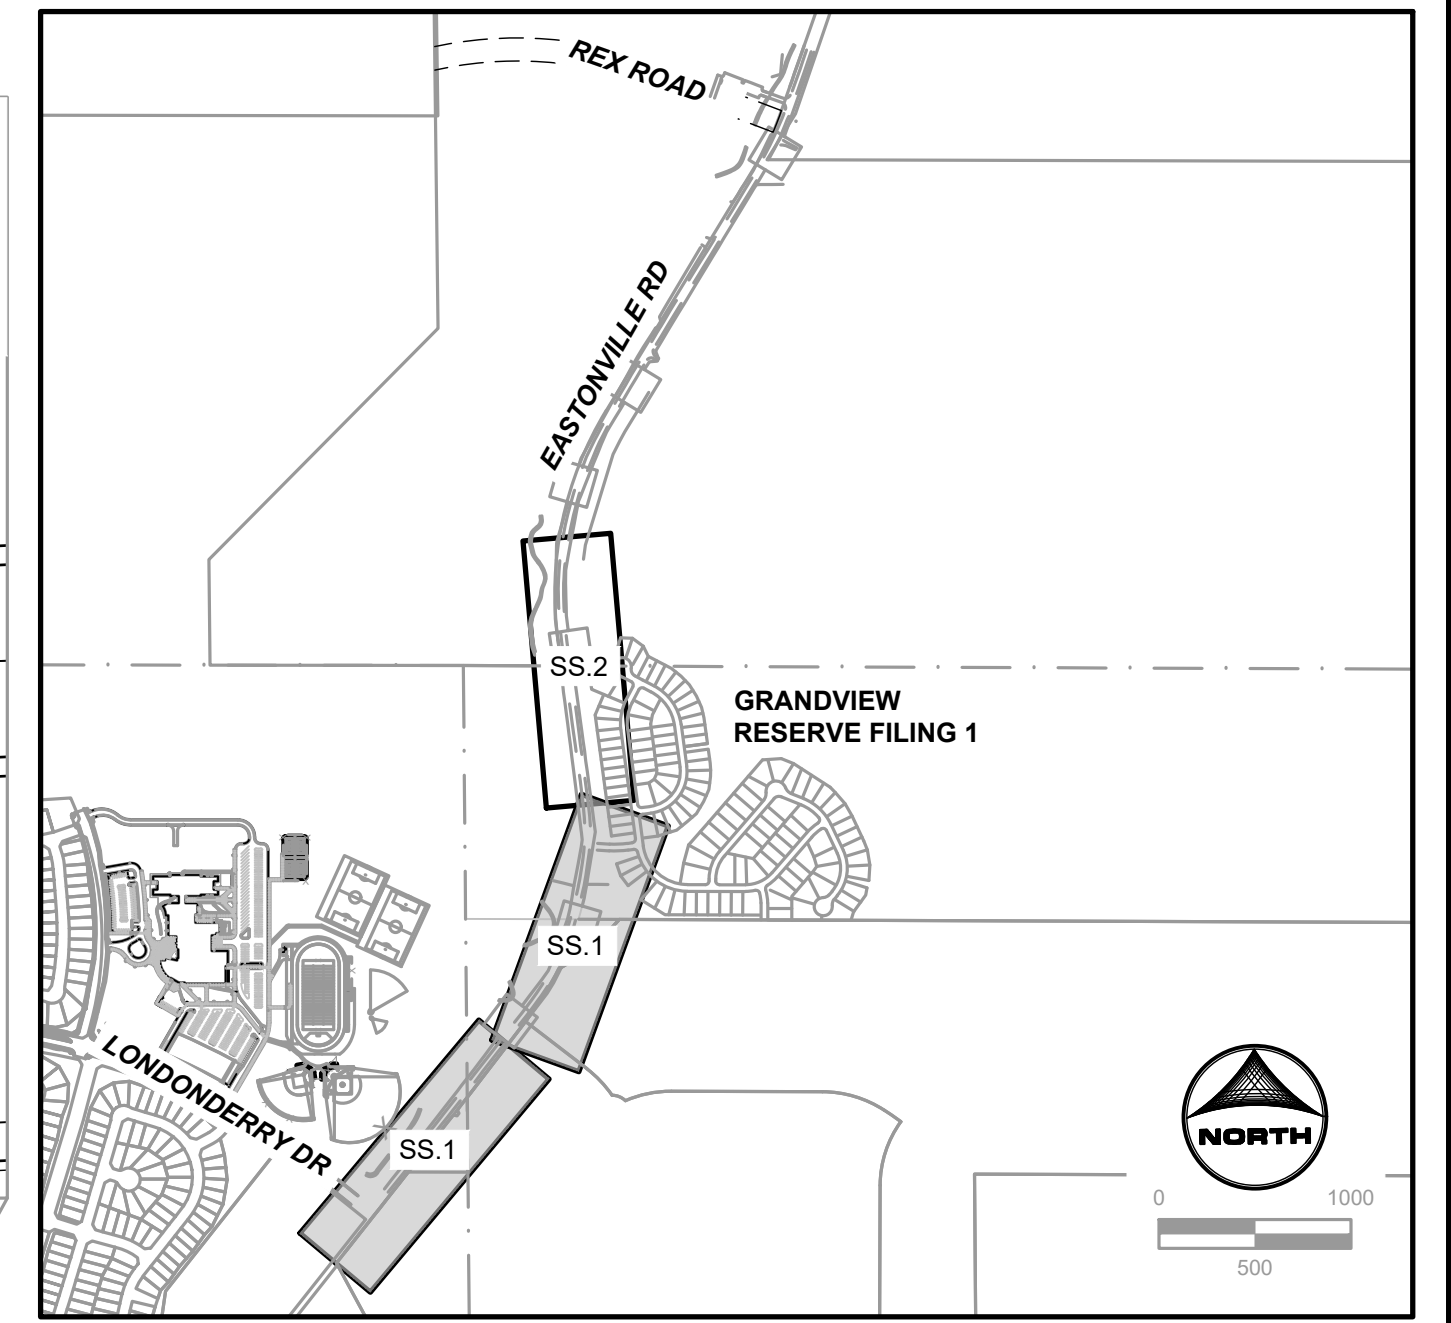 REX ROAD
EASTONVILLE RD
SS.2
GRANDVIEW
RESERVE FILING 1
SS.1
LONDONDERRY DR
SS.1
NORTH
0 1000
500